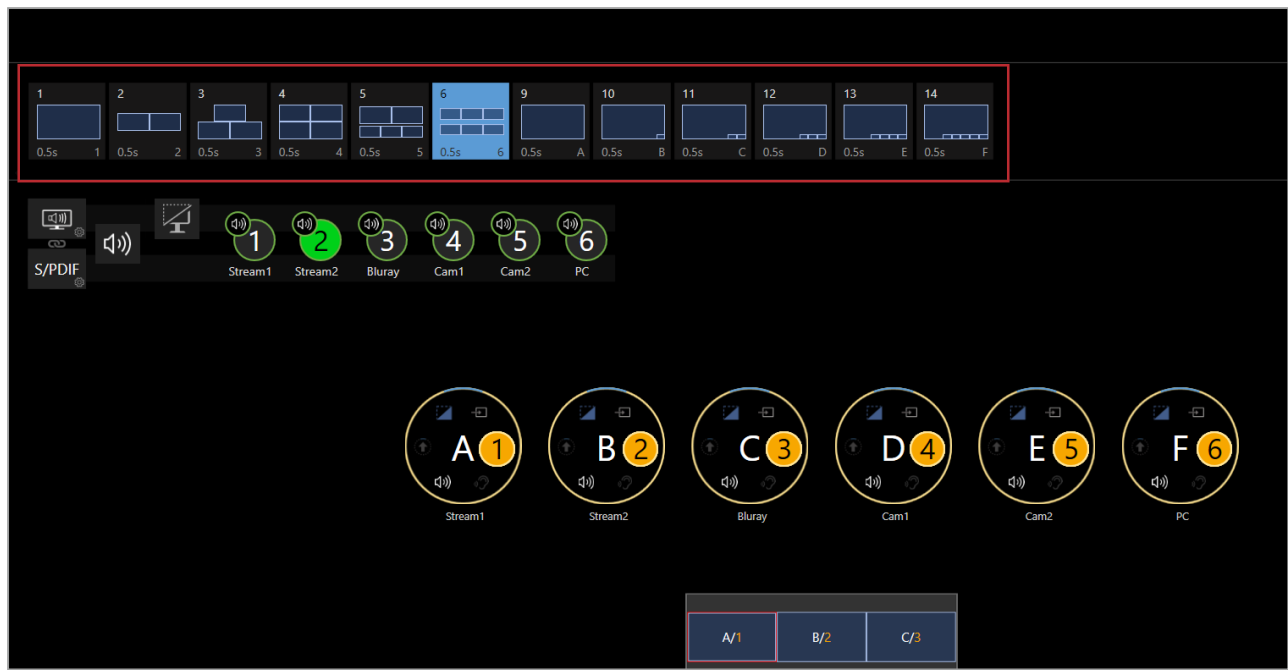 1 2 3 4 5 6 9 10 11 12 13 14
0.5s 1 0.5s 2 0.5s 3 0.5s 4 0.5s 5 0.5s 6 0.5s A 0.5s B 0.5s C 0.5s D 0.5s E 0.5s F
1 2 3 4 5 6
S/PDIF Stream1 Stream2 Bluray Cam1 Cam2 PC
A 1 B 2 C 3 D 4 E 5 F 6
Stream1 Stream2 Bluray Cam1 Cam2 PC
A/1 B/2 C/3